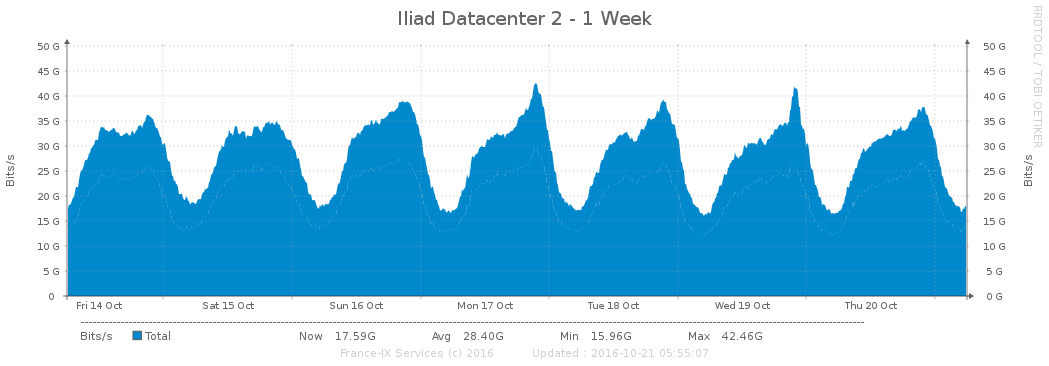 Iliad Datacenter 2 - 1 Week
RRDTOOL / TOBI OETIKER
50 G 50 G
45 G 45 G
40 G 40 G
35 G 35 G
30 G 30 G
25 G 25 G
20 G 20 G
15 G 15 G
10 G 10 G
5 G 5 G
0 0 G
Bits/s
Bits/s
Fri 14 Oct Sat 15 Oct Sun 16 Oct Mon 17 Oct Tue 18 Oct Wed 19 Oct Thu 20 Oct
Bits/s Total Now 17.59G Avg 28.40G Min 15.96G Max 42.46G
France-IX Services (c) 2016 Updated : 2016-10-21 05:55:07